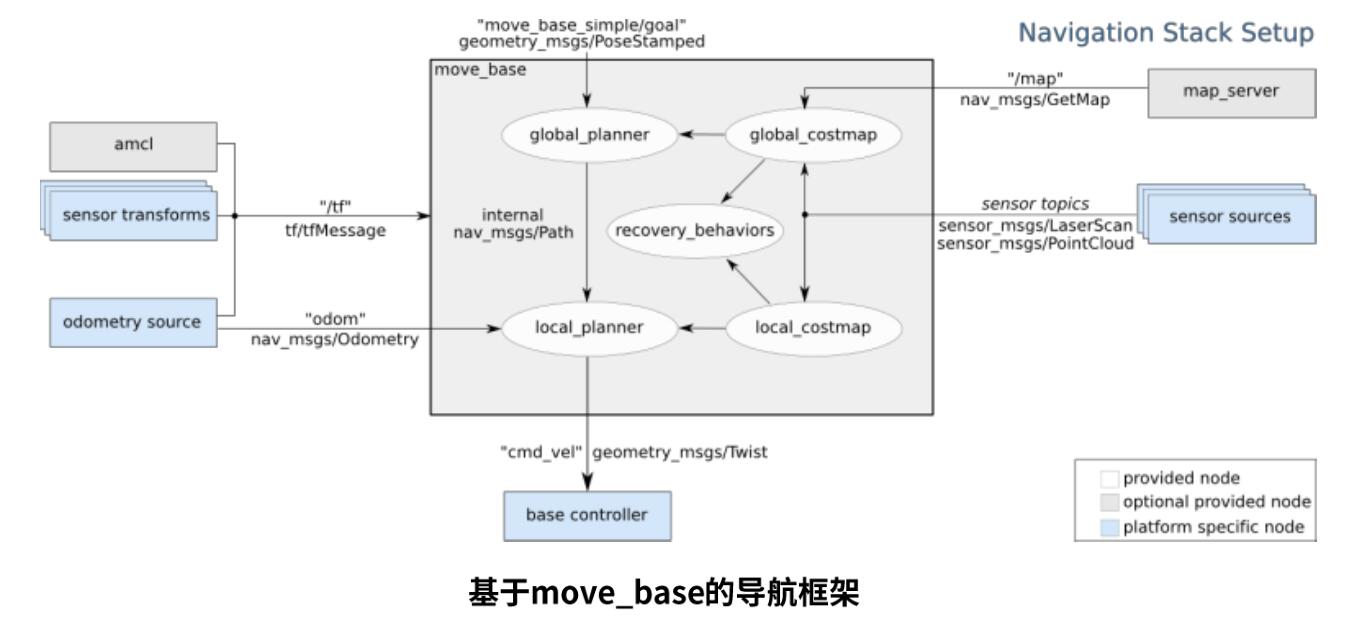 "move_base_simple/goal"
geometry_msgs/PoseStamped
Navigation Stack Setup
move_base
"/map"
nav_msgs/GetMap
map_server
global_planner
global_costmap
amcl
sensor transforms
"/tf"
tf/tfMessage
internal
nav_msgs/Path
recovery_behaviors
sensor topics
sensor_msgs/LaserScan
sensor_msgs/PointCloud
sensor sources
odometry source
"odom"
nav_msgs/Odometry
local_planner
local_costmap
"cmd_vel" geometry_msgs/Twist
base controller
provided node
optional provided node
platform specific node
基于move_base的导航框架